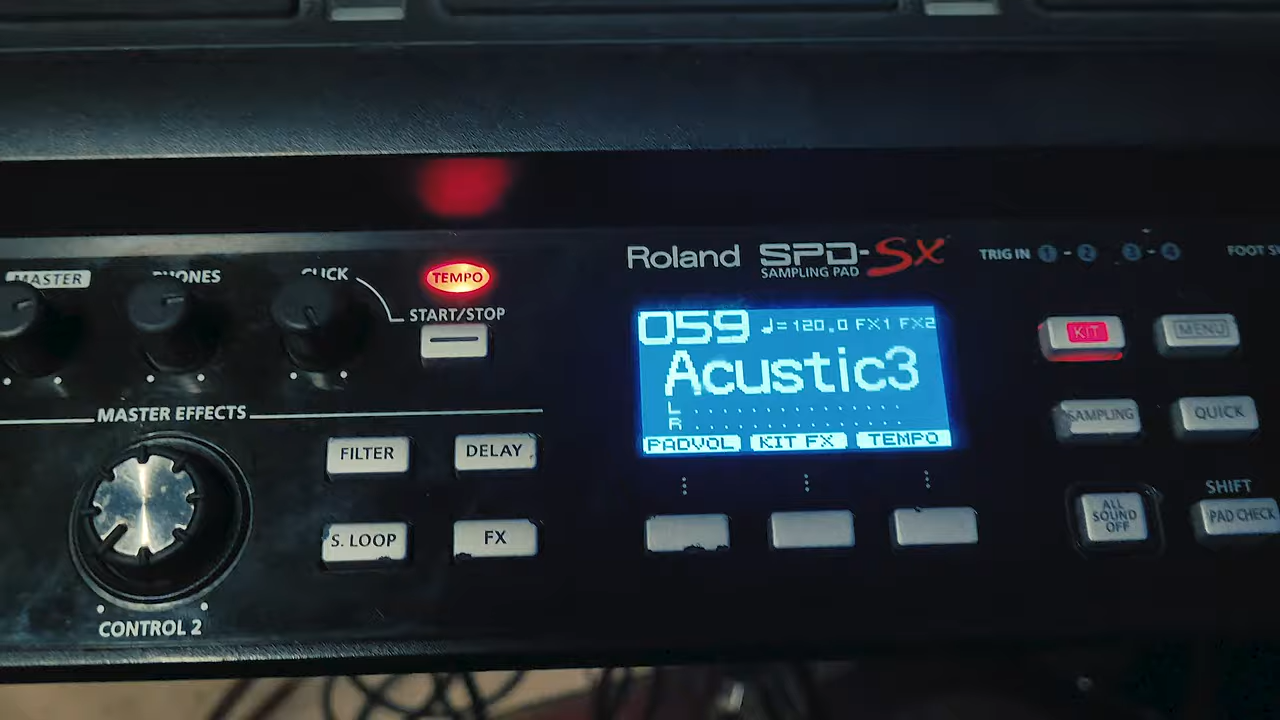 MASTER
PHONES
CLICK
TEMPO
START/STOP
MASTER EFFECTS
FILTER
DELAY
S. LOOP
FX
CONTROL 2
Roland SPD-SX
SAMPLING PAD
059 ♩=120.0 FX1 FX2
Acustic3
L
R
PADVOL KIT FX TEMPO
TRIG IN 1 - 2 3 - 4
FOOT
KIT
MENU
SAMPLING
QUICK
ALL
SOUND
OFF
SHIFT
PAD CHECK